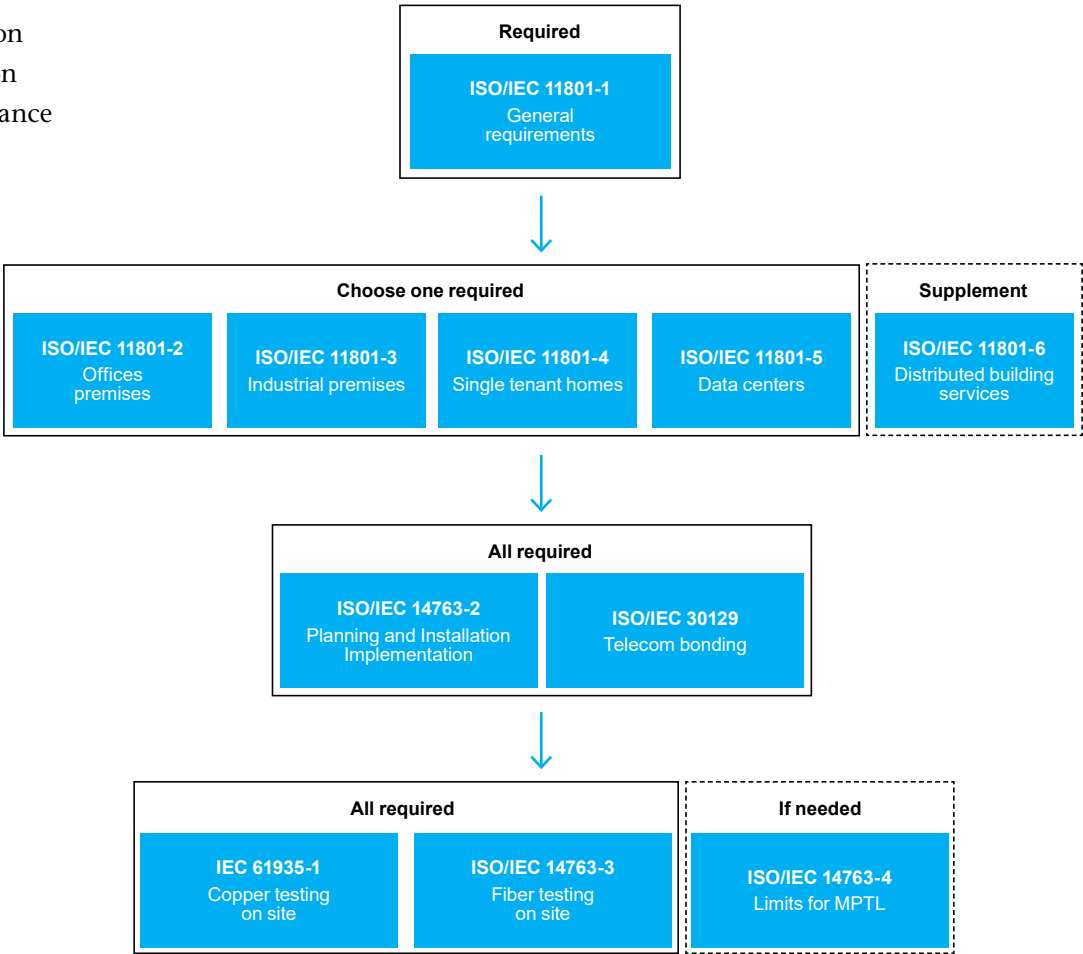 Required
ISO/IEC 11801-1
General
requirements
Choose one required
ISO/IEC 11801-2
Offices
premises
ISO/IEC 11801-3
Industrial premises
ISO/IEC 11801-4
Single tenant homes
ISO/IEC 11801-5
Data centers
Supplement
ISO/IEC 11801-6
Distributed building
services
All required
ISO/IEC 14763-2
Planning and Installation
Implementation
ISO/IEC 30129
Telecom bonding
All required
IEC 61935-1
Copper testing
on site
ISO/IEC 14763-3
Fiber testing
on site
If needed
ISO/IEC 14763-4
Limits for MPTL